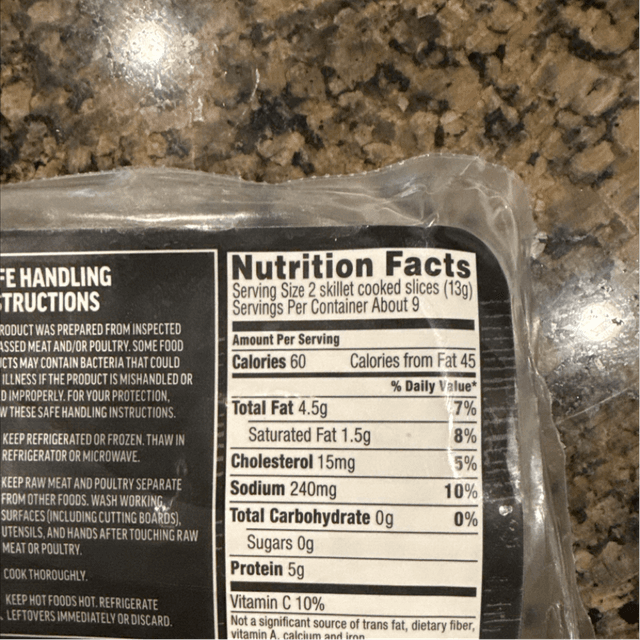 FE HANDLING
STRUCTIONS
RODUCT WAS PREPARED FROM INSPECTED
ASSED MEAT AND/OR POULTRY. SOME FOOD
CTS MAY CONTAIN BACTERIA THAT COULD
ILLNESS IF THE PRODUCT IS MISHANDLED OR
D IMPROPERLY. FOR YOUR PROTECTION,
W THESE SAFE HANDLING INSTRUCTIONS.
KEEP REFRIGERATED OR FROZEN. THAW IN
REFRIGERATOR OR MICROWAVE.
KEEP RAW MEAT AND POULTRY SEPARATE
FROM OTHER FOODS. WASH WORKING
SURFACES (INCLUDING CUTTING BOARDS),
UTENSILS, AND HANDS AFTER TOUCHING RAW
MEAT OR POULTRY.
COOK THOROUGHLY.
KEEP HOT FOODS HOT. REFRIGERATE
LEFTOVERS IMMEDIATELY OR DISCARD.
Nutrition Facts
Serving Size 2 skillet cooked slices (13g)
Servings Per Container About 9
Amount Per Serving
Calories 60 Calories from Fat 45
% Daily Value*
Total Fat 4.5g 7%
Saturated Fat 1.5g 8%
Cholesterol 15mg 5%
Sodium 240mg 10%
Total Carbohydrate 0g 0%
Sugars 0g
Protein 5g
Vitamin C 10%
Not a significant source of trans fat, dietary fiber,
vitamin A, calcium and iron